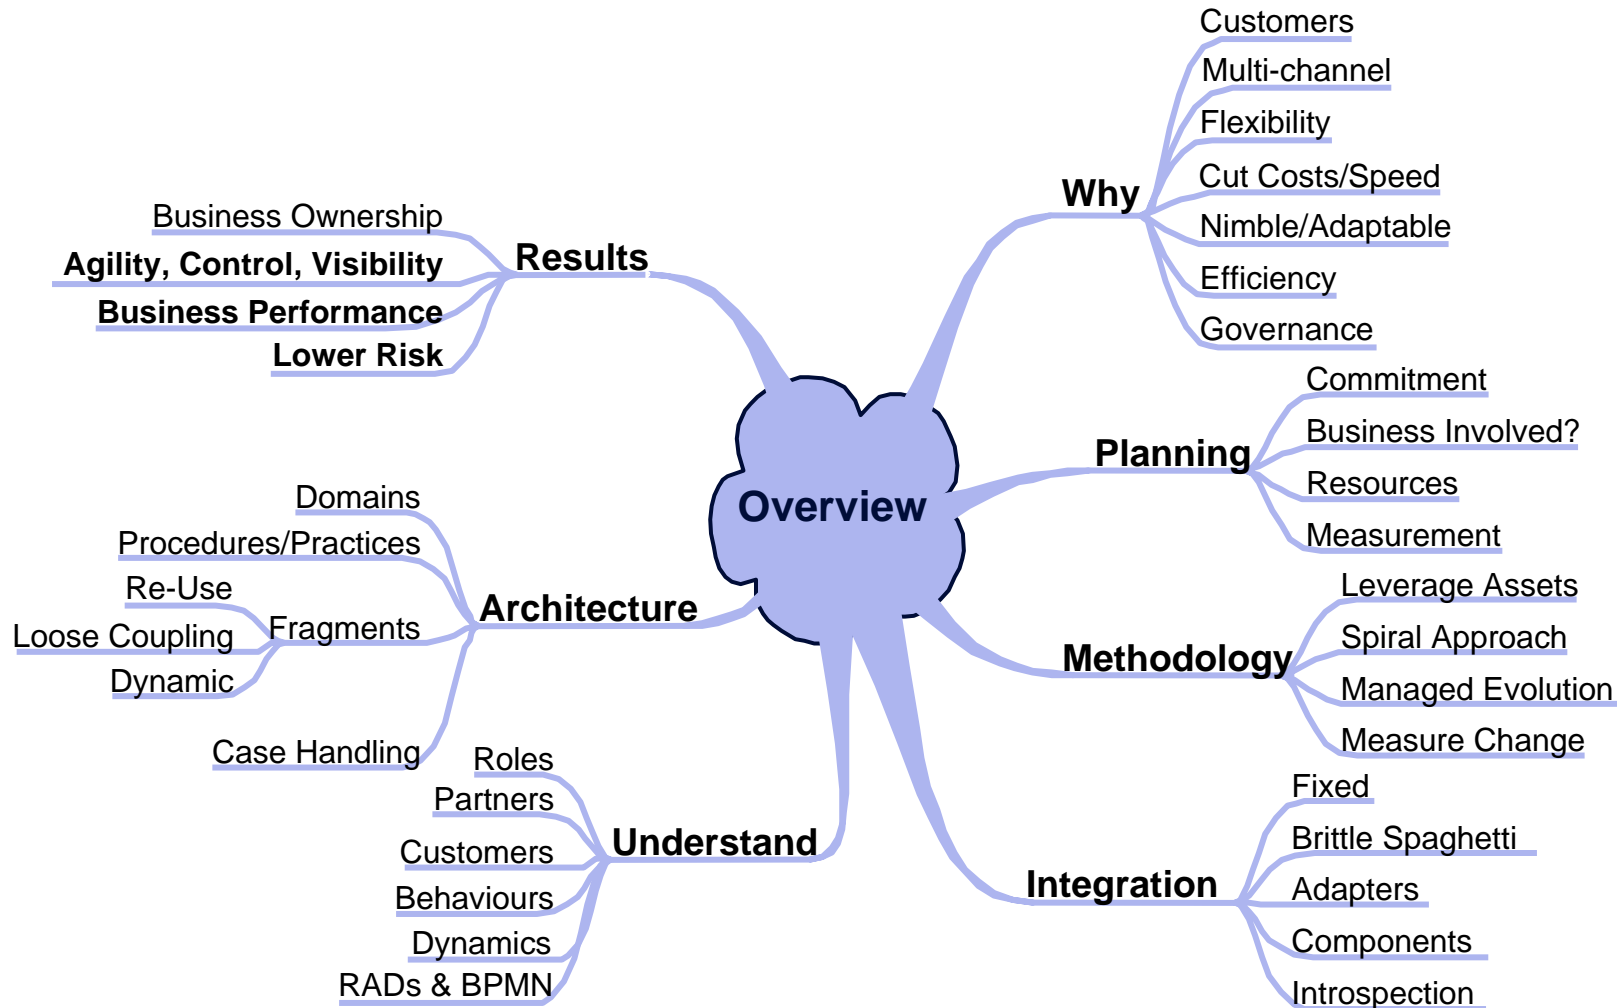 Overview
Why
Customers
Multi-channel
Flexibility
Cut Costs/Speed
Nimble/Adaptable
Efficiency
Governance
Planning
Commitment
Business Involved?
Resources
Measurement
Methodology
Leverage Assets
Spiral Approach
Managed Evolution
Measure Change
Integration
Fixed
Brittle Spaghetti
Adapters
Components
Introspection
Understand
Roles
Partners
Customers
Behaviours
Dynamics
RADs & BPMN
Architecture
Domains
Procedures/Practices
Fragments
Re-Use
Loose Coupling
Dynamic
Case Handling
Results
Business Ownership
Agility, Control, Visibility
Business Performance
Lower Risk